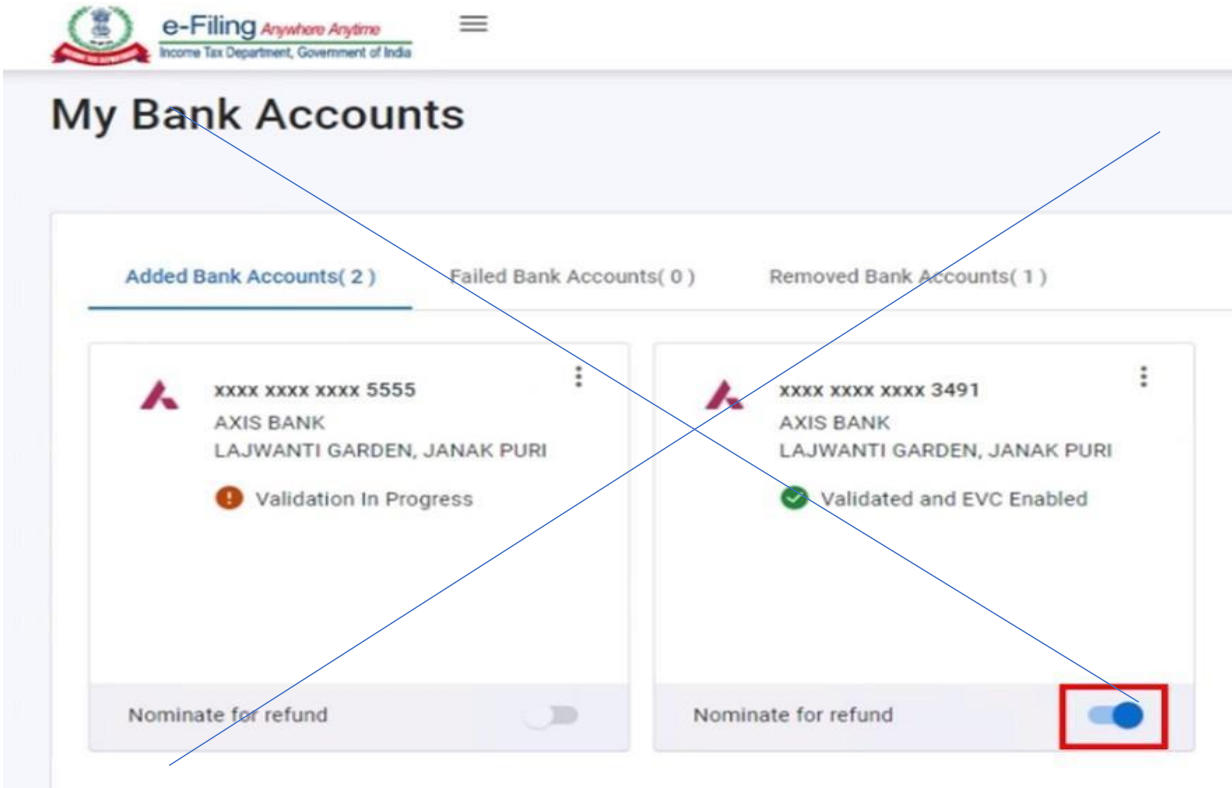 e-Filing Anywhere Anytime
Income Tax Department, Government of India
My Bank Accounts
Added Bank Accounts( 2 ) Failed Bank Accounts( 0 ) Removed Bank Accounts( 1 )
xxxx xxxx xxxx 5555
AXIS BANK
LAJWANTI GARDEN, JANAK PURI
Validation In Progress
Nominate for refund
xxxx xxxx xxxx 3491
AXIS BANK
LAJWANTI GARDEN, JANAK PURI
Validated and EVC Enabled
Nominate for refund